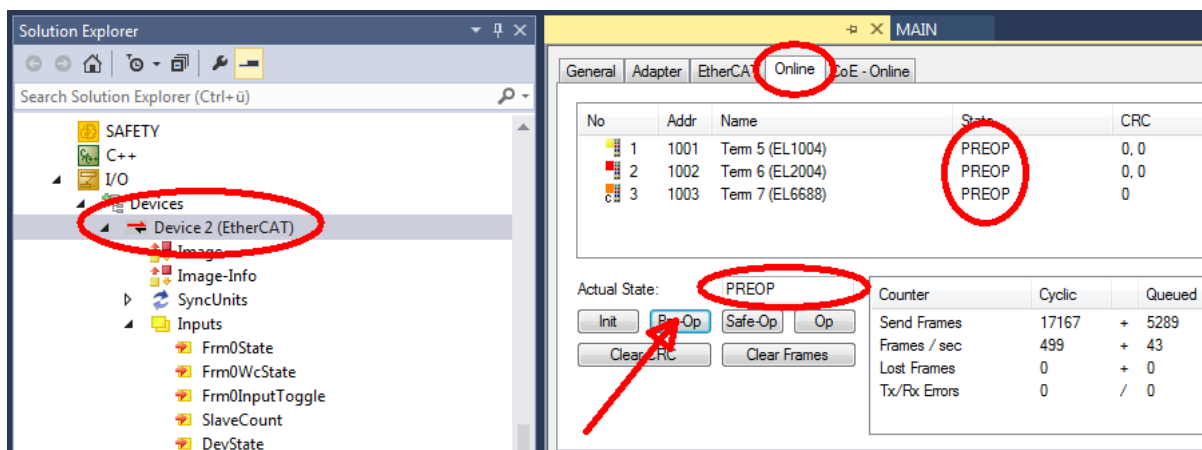 Solution Explorer
Search Solution Explorer (Ctrl+ü)
SAFETY
C++
I/O
Devices
Device 2 (EtherCAT)
Image
Image-Info
SyncUnits
Inputs
Frm0State
Frm0WcState
Frm0InputToggle
SlaveCount
DevState
MAIN
General Adapter EtherCAT Online CoE - Online
No Addr Name State CRC
1 1001 Term 5 (EL1004) PREOP 0, 0
2 1002 Term 6 (EL2004) PREOP 0, 0
c 3 1003 Term 7 (EL6688) PREOP 0
Actual State: PREOP
Init Pre-Op Safe-Op Op
Clear CRC Clear Frames
Counter Cyclic Queued
Send Frames 17167 + 5289
Frames / sec 499 + 43
Lost Frames 0 + 0
Tx/Rx Errors 0 / 0